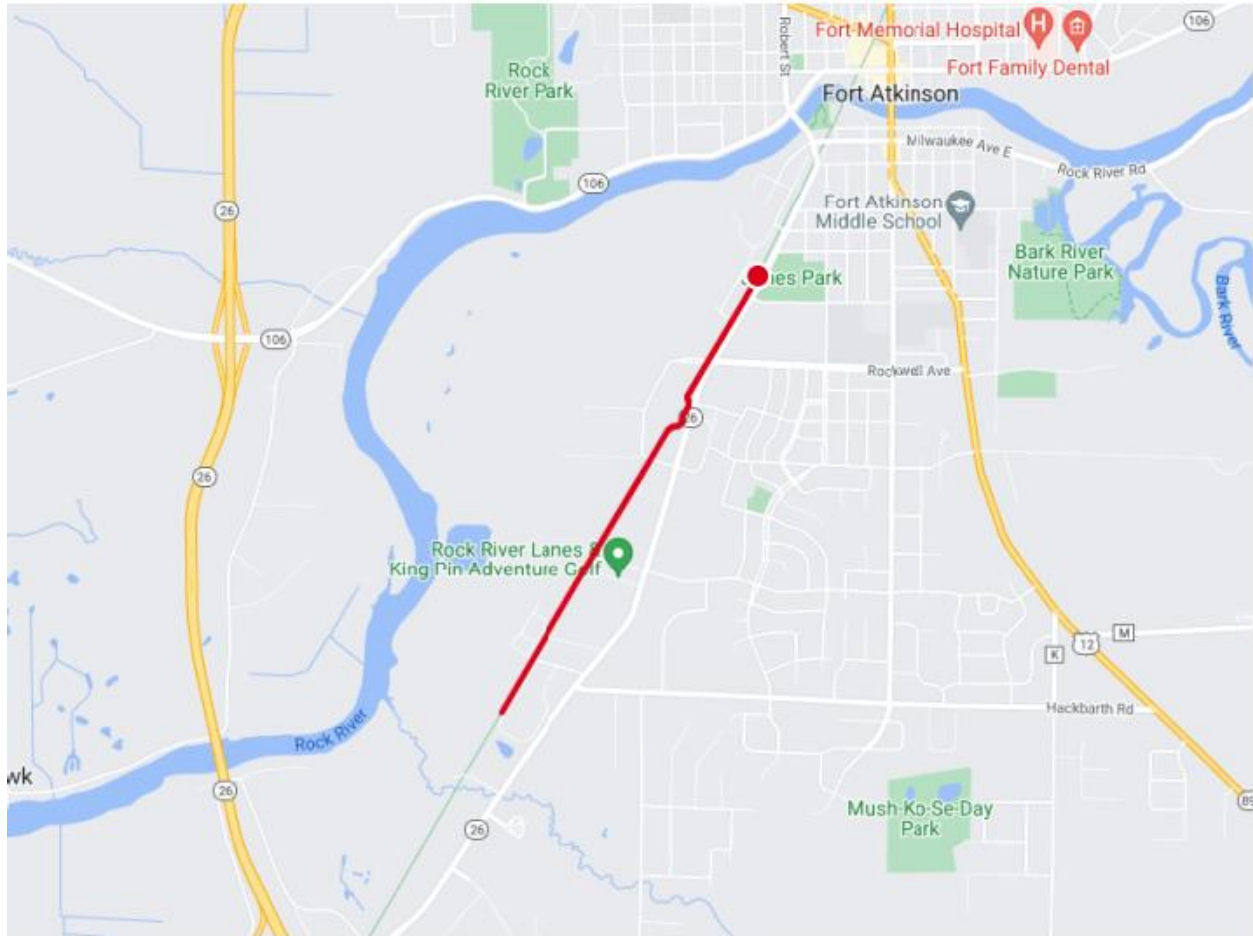 106
Robert St
Fort Memorial Hospital
H
Fort Family Dental
Rock
River Park
Fort Atkinson
Milwaukee Ave E
Rock River Rd
106
26
Fort Atkinson
Middle School
Bark River
Nature Park
Bark River
Park
106
Rockwell Ave
26
26
Rock River Lanes &
King Pin Adventure Golf
12
M
K
Hackbarth Rd
Rock River
wk
26
26
Mush-Ko-Se-Day
Park
89